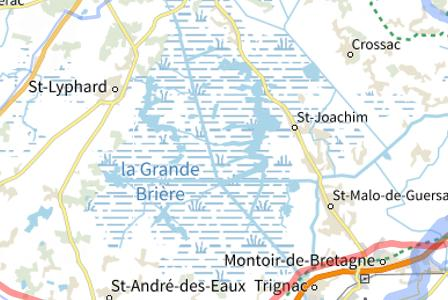 Crossac
St-Lyphard
St-Joachim
la Grande
Brière
St-Malo-de-Guersa
Montoir-de-Bretagne
St-André-des-Eaux
Trignac